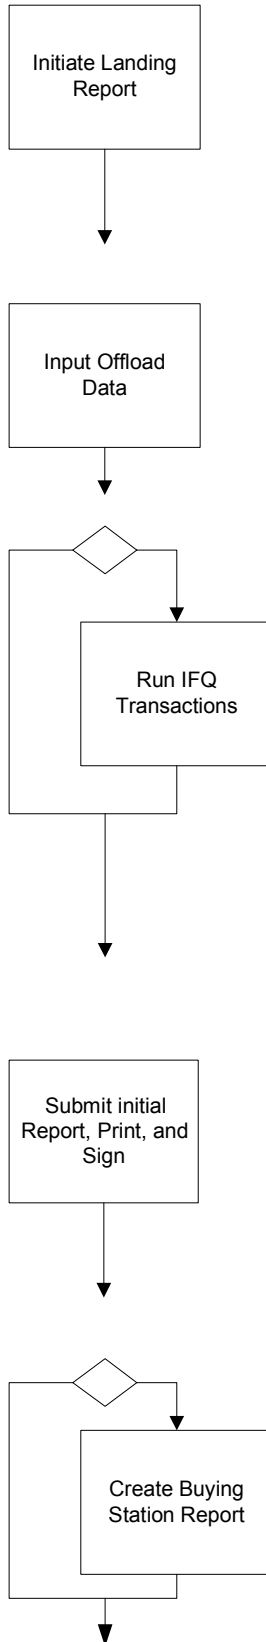 Initiate Landing
Report
Input Offload
Data
Run IFQ
Transactions
Submit initial
Report, Print, and
Sign
Create Buying
Station Report